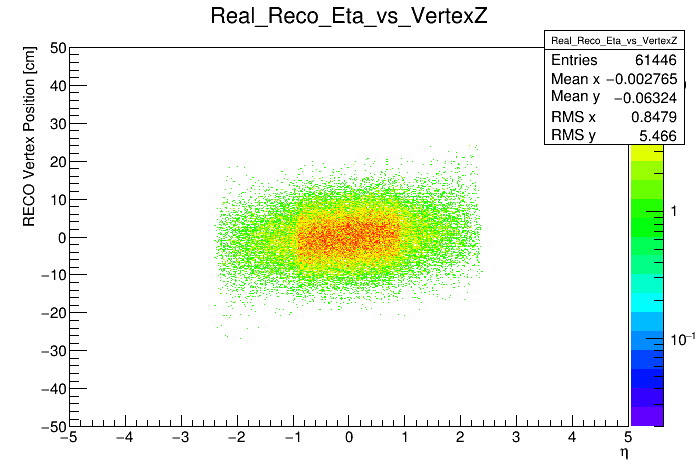 Real_Reco_Eta_vs_VertexZ
Real_Reco_Eta_vs_VertexZ
Entries 61446
Mean x −0.002765
Mean y −0.06324
RMS x 0.8479
RMS y 5.466
RECO Vertex Position [cm]
50
40
30
20
10
0
−10
−20
−30
−40
−50
−5 −4 −3 −2 −1 0 1 2 3 4 5
η
1
10⁻¹